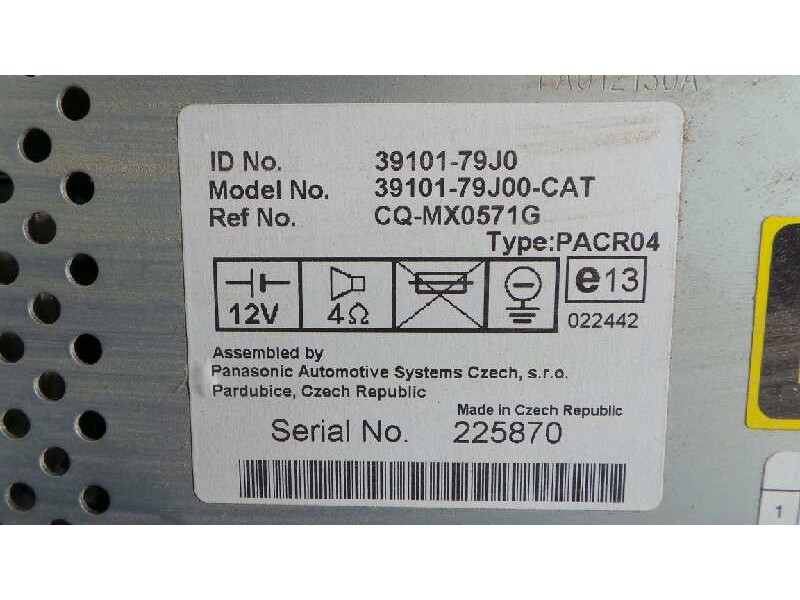 ID No. 39101-79J0
Model No. 39101-79J00-CAT
Ref No. CQ-MX0571G
Type:PACR04
12V 4Ω e13
022442
Assembled by
Panasonic Automotive Systems Czech, s.r.o.
Pardubice, Czech Republic
Made in Czech Republic
Serial No. 225870
1